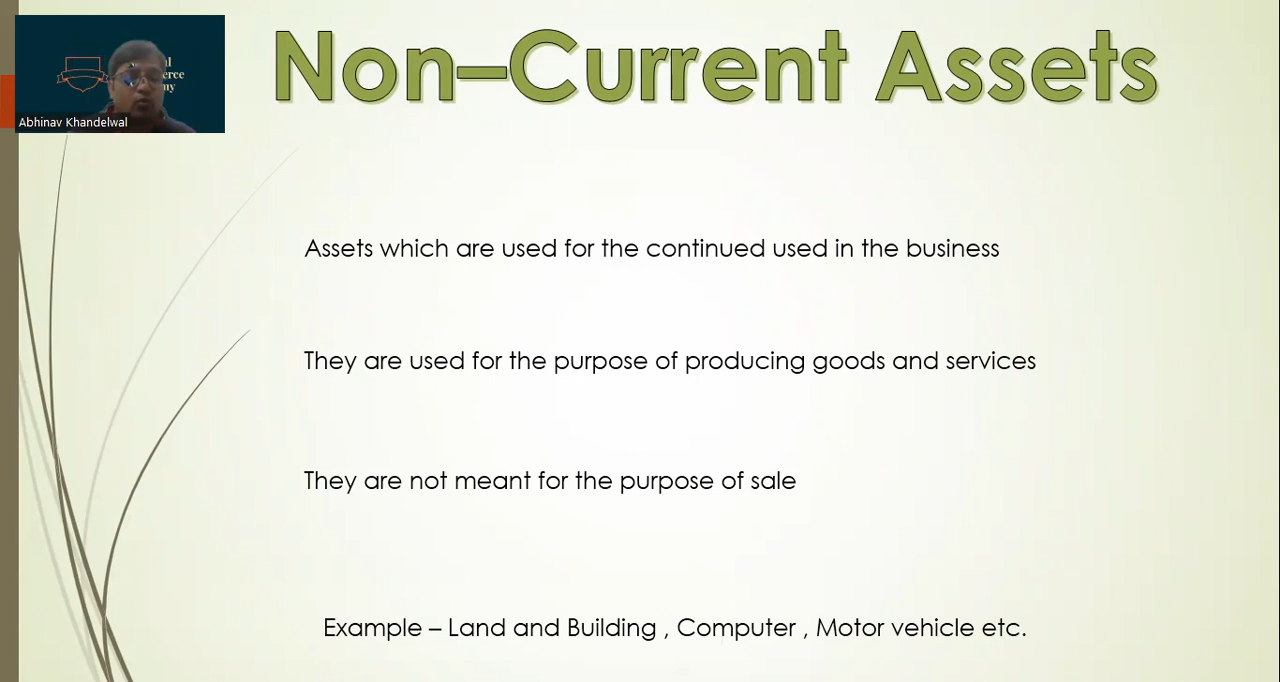 Non–Current Assets
Abhinav Khandelwal
Assets which are used for the continued used in the business
They are used for the purpose of producing goods and services
They are not meant for the purpose of sale
Example – Land and Building , Computer , Motor vehicle etc.